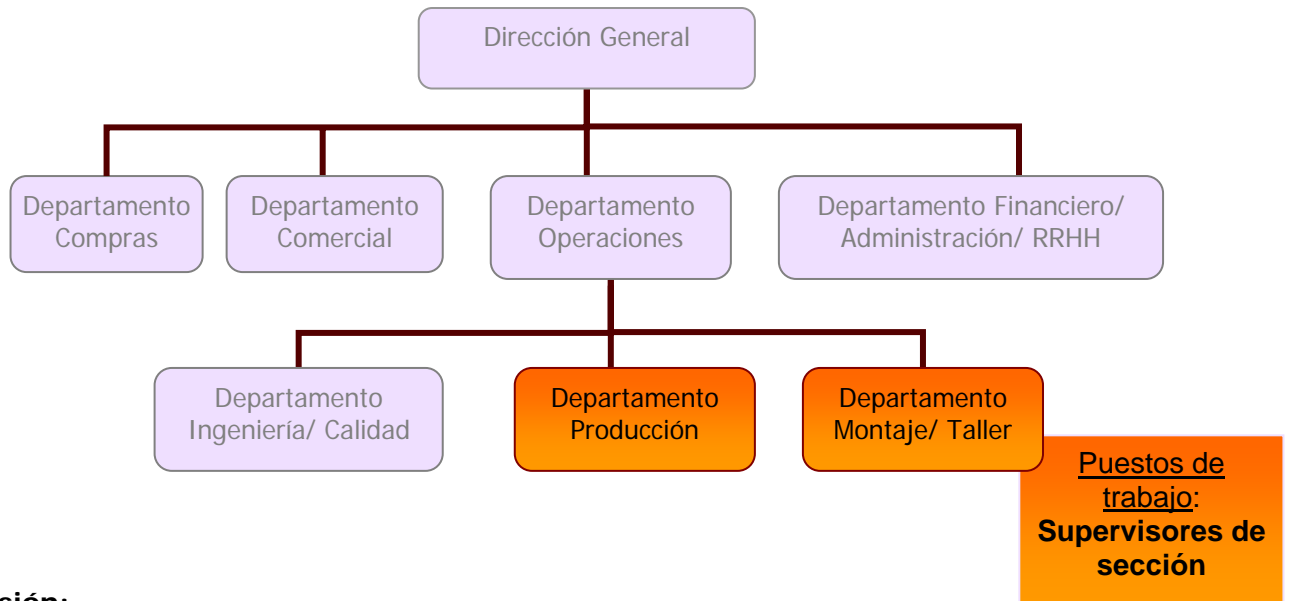 Dirección General
Departamento
Compras
Departamento
Comercial
Departamento
Operaciones
Departamento Financiero/
Administración/ RRHH
Departamento
Ingeniería/ Calidad
Departamento
Producción
Departamento
Montaje/ Taller
Puestos de
trabajo:
Supervisores de
sección